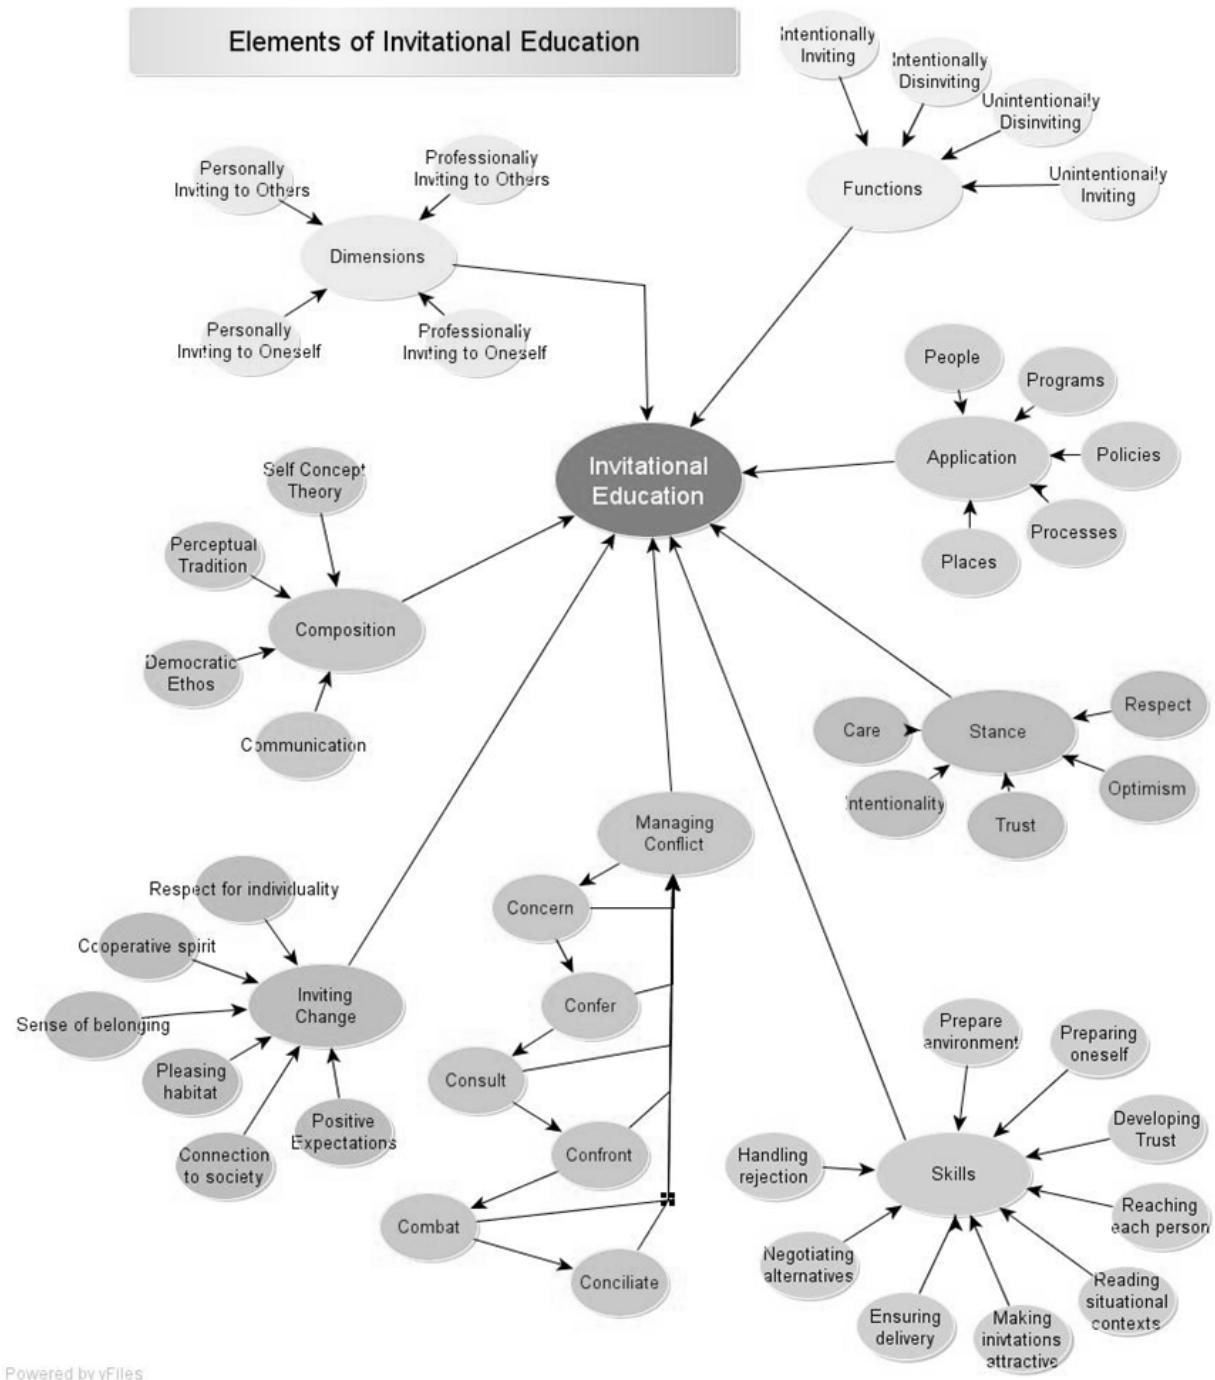 Elements of Invitational Education
Intentionally
Inviting
Intentionally
Disinviting
Unintentionally
Disinviting
Unintentionally
Inviting
Functions
Personally
Inviting to Others
Professionally
Inviting to Others
Dimensions
Personally
Inviting to Oneself
Professionally
Inviting to Oneself
People
Programs
Application
Policies
Processes
Places
Invitational
Education
Self Concept
Theory
Perceptual
Tradition
Composition
Democratic
Ethos
Communication
Respect
Care
Stance
Optimism
Intentionality
Trust
Managing
Conflict
Concern
Confer
Consult
Confront
Combat
Conciliate
Respect for individuality
Cooperative spirit
Inviting
Change
Sense of belonging
Pleasing
habitat
Positive
Expectations
Connection
to society
Prepare
environment
Preparing
oneself
Developing
Trust
Handling
rejection
Skills
Reaching
each person
Negotiating
alternatives
Reading
situational
contexts
Ensuring
delivery
Making
inivtations
attractive
Powered by yFiles